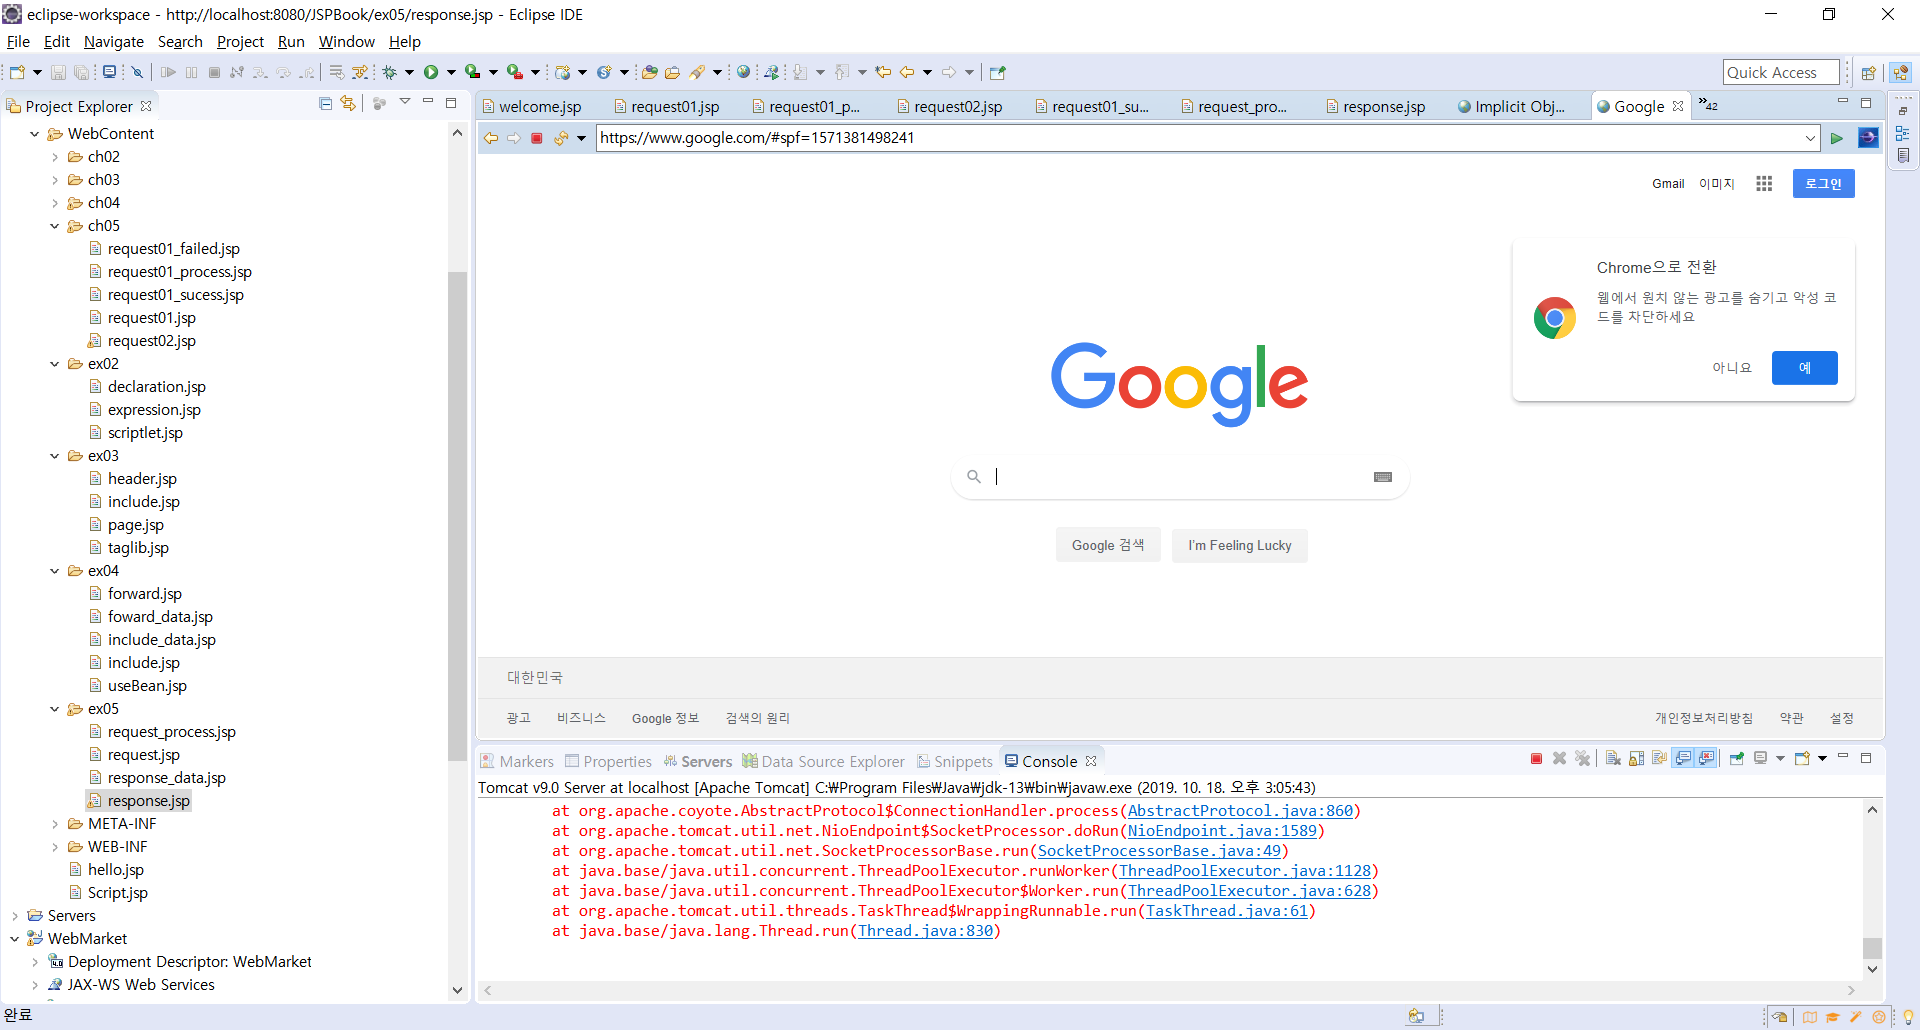 eclipse-workspace - http://localhost:8080/JSPBook/ex05/response.jsp - Eclipse IDE
File Edit Navigate Search Project Run Window Help
Quick Access
Project Explorer
WebContent
ch02
ch03
ch04
ch05
request01_failed.jsp
request01_process.jsp
request01_sucess.jsp
request01.jsp
request02.jsp
ex02
declaration.jsp
expression.jsp
scriptlet.jsp
ex03
header.jsp
include.jsp
page.jsp
taglib.jsp
ex04
forward.jsp
foward_data.jsp
include_data.jsp
include.jsp
useBean.jsp
ex05
request_process.jsp
request.jsp
response_data.jsp
response.jsp
META-INF
WEB-INF
hello.jsp
Script.jsp
Servers
WebMarket
Deployment Descriptor: WebMarket
JAX-WS Web Services
welcome.jsp request01.jsp request01_p... request02.jsp request01_su... request_pro... response.jsp Implicit Obj... Google »42
https://www.google.com/#spf=1571381498241
Gmail 이미지 로그인
Chrome으로 전환
웹에서 원치 않는 광고를 숨기고 악성 코
드를 차단하세요
아니요 예
Google
Google 검색 I'm Feeling Lucky
대한민국
광고 비즈니스 Google 정보 검색의 원리 개인정보처리방침 약관 설정
Markers Properties Servers Data Source Explorer Snippets Console
Tomcat v9.0 Server at localhost [Apache Tomcat] C:₩Program Files₩Java₩jdk-13₩bin₩javaw.exe (2019. 10. 18. 오후 3:05:43)
at org.apache.coyote.AbstractProtocol$ConnectionHandler.process(AbstractProtocol.java:860)
at org.apache.tomcat.util.net.NioEndpoint$SocketProcessor.doRun(NioEndpoint.java:1589)
at org.apache.tomcat.util.net.SocketProcessorBase.run(SocketProcessorBase.java:49)
at java.base/java.util.concurrent.ThreadPoolExecutor.runWorker(ThreadPoolExecutor.java:1128)
at java.base/java.util.concurrent.ThreadPoolExecutor$Worker.run(ThreadPoolExecutor.java:628)
at org.apache.tomcat.util.threads.TaskThread$WrappingRunnable.run(TaskThread.java:61)
at java.base/java.lang.Thread.run(Thread.java:830)
완료